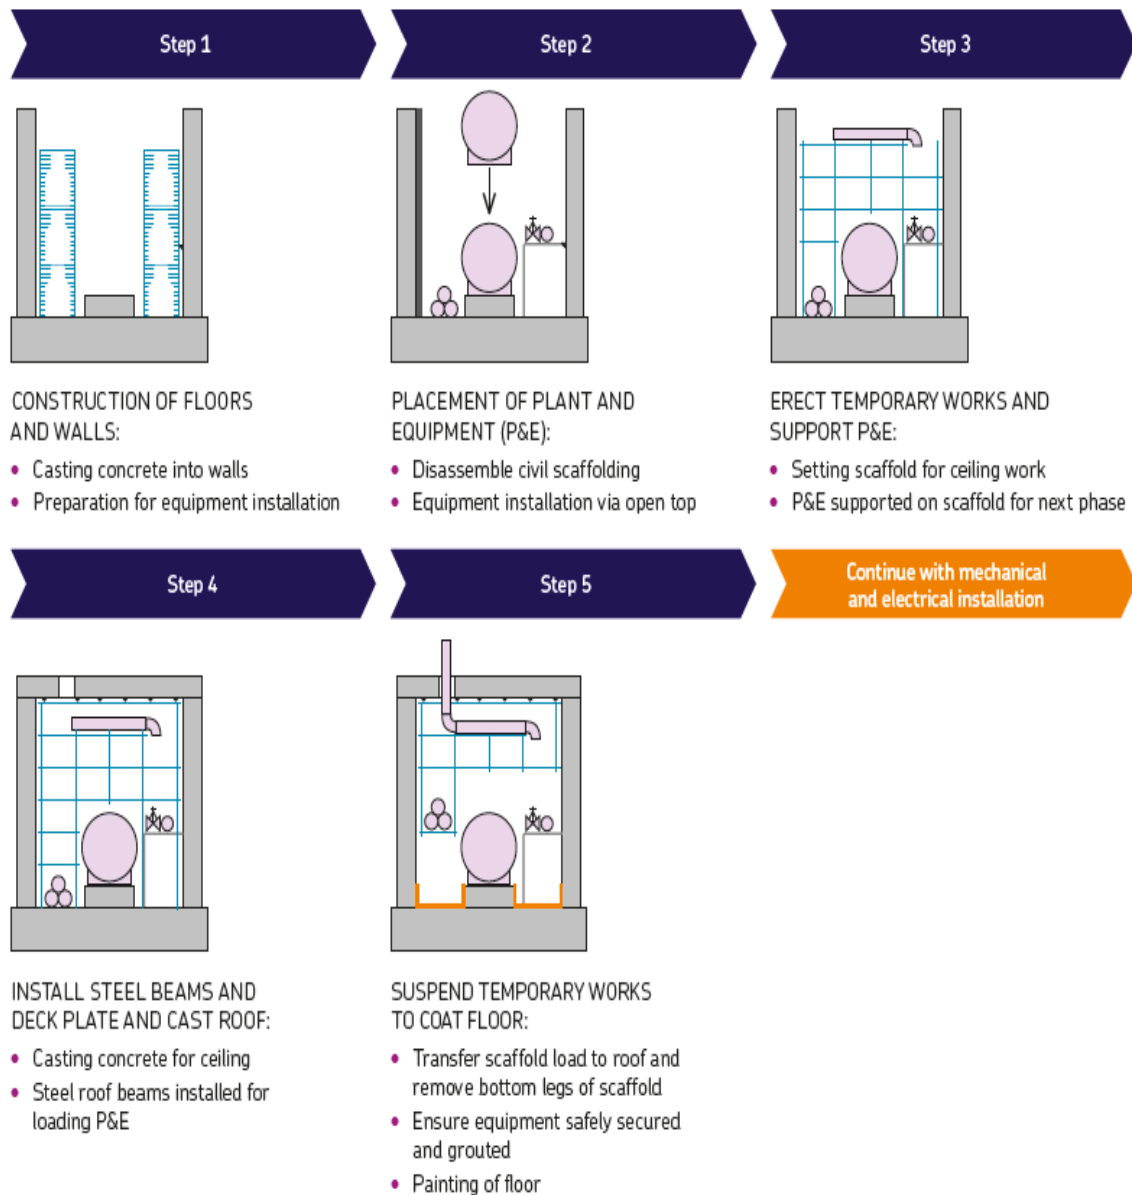 Step 1
Step 2
Step 3
CONSTRUCTION OF FLOORS
AND WALLS:
• Casting concrete into walls
• Preparation for equipment installation
PLACEMENT OF PLANT AND
EQUIPMENT (P&E):
• Disassemble civil scaffolding
• Equipment installation via open top
ERECT TEMPORARY WORKS AND
SUPPORT P&E:
• Setting scaffold for ceiling work
• P&E supported on scaffold for next phase
Step 4
Step 5
Continue with mechanical
and electrical installation
INSTALL STEEL BEAMS AND
DECK PLATE AND CAST ROOF:
• Casting concrete for ceiling
• Steel roof beams installed for
loading P&E
SUSPEND TEMPORARY WORKS
TO COAT FLOOR:
• Transfer scaffold load to roof and
remove bottom legs of scaffold
• Ensure equipment safely secured
and grouted
• Painting of floor